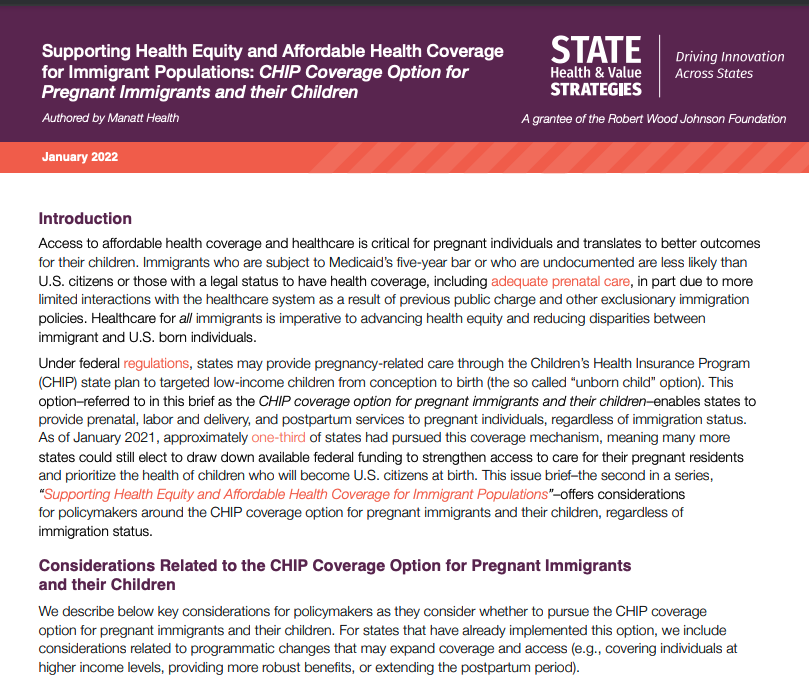 Supporting Health Equity and Affordable Health Coverage
for Immigrant Populations: CHIP Coverage Option for
Pregnant Immigrants and their Children
Authored by Manatt Health
STATE
Health & Value
STRATEGIES
Driving Innovation
Across States
A grantee of the Robert Wood Johnson Foundation
January 2022
Introduction
Access to affordable health coverage and healthcare is critical for pregnant individuals and translates to better outcomes
for their children. Immigrants who are subject to Medicaid's five-year bar or who are undocumented are less likely than
U.S. citizens or those with a legal status to have health coverage, including adequate prenatal care, in part due to more
limited interactions with the healthcare system as a result of previous public charge and other exclusionary immigration
policies. Healthcare for all immigrants is imperative to advancing health equity and reducing disparities between
immigrant and U.S. born individuals.
Under federal regulations, states may provide pregnancy-related care through the Children's Health Insurance Program
(CHIP) state plan to targeted low-income children from conception to birth (the so called “unborn child” option). This
option–referred to in this brief as the CHIP coverage option for pregnant immigrants and their children–enables states to
provide prenatal, labor and delivery, and postpartum services to pregnant individuals, regardless of immigration status.
As of January 2021, approximately one-third of states had pursued this coverage mechanism, meaning many more
states could still elect to draw down available federal funding to strengthen access to care for their pregnant residents
and prioritize the health of children who will become U.S. citizens at birth. This issue brief–the second in a series,
“Supporting Health Equity and Affordable Health Coverage for Immigrant Populations”–offers considerations
for policymakers around the CHIP coverage option for pregnant immigrants and their children, regardless of
immigration status.
Considerations Related to the CHIP Coverage Option for Pregnant Immigrants
and their Children
We describe below key considerations for policymakers as they consider whether to pursue the CHIP coverage
option for pregnant immigrants and their children. For states that have already implemented this option, we include
considerations related to programmatic changes that may expand coverage and access (e.g., covering individuals at
higher income levels, providing more robust benefits, or extending the postpartum period).